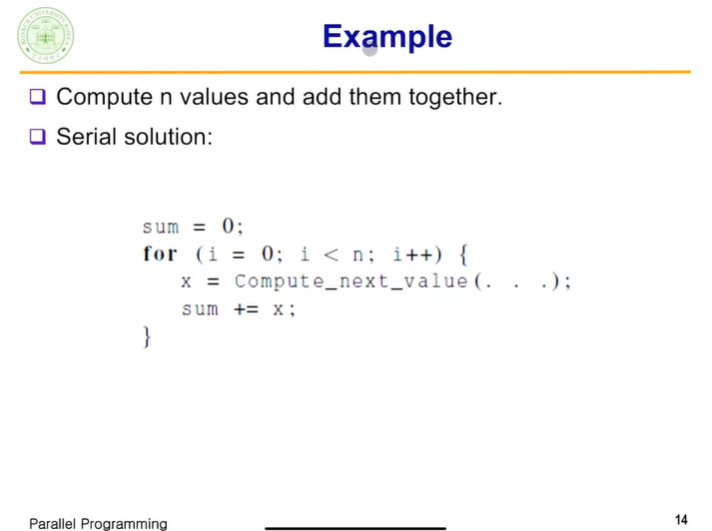 Example
Compute n values and add them together.
Serial solution:
sum = 0;
for (i = 0; i < n; i++) {
x = Compute_next_value(. . .);
sum += x;
}
Parallel Programming
14